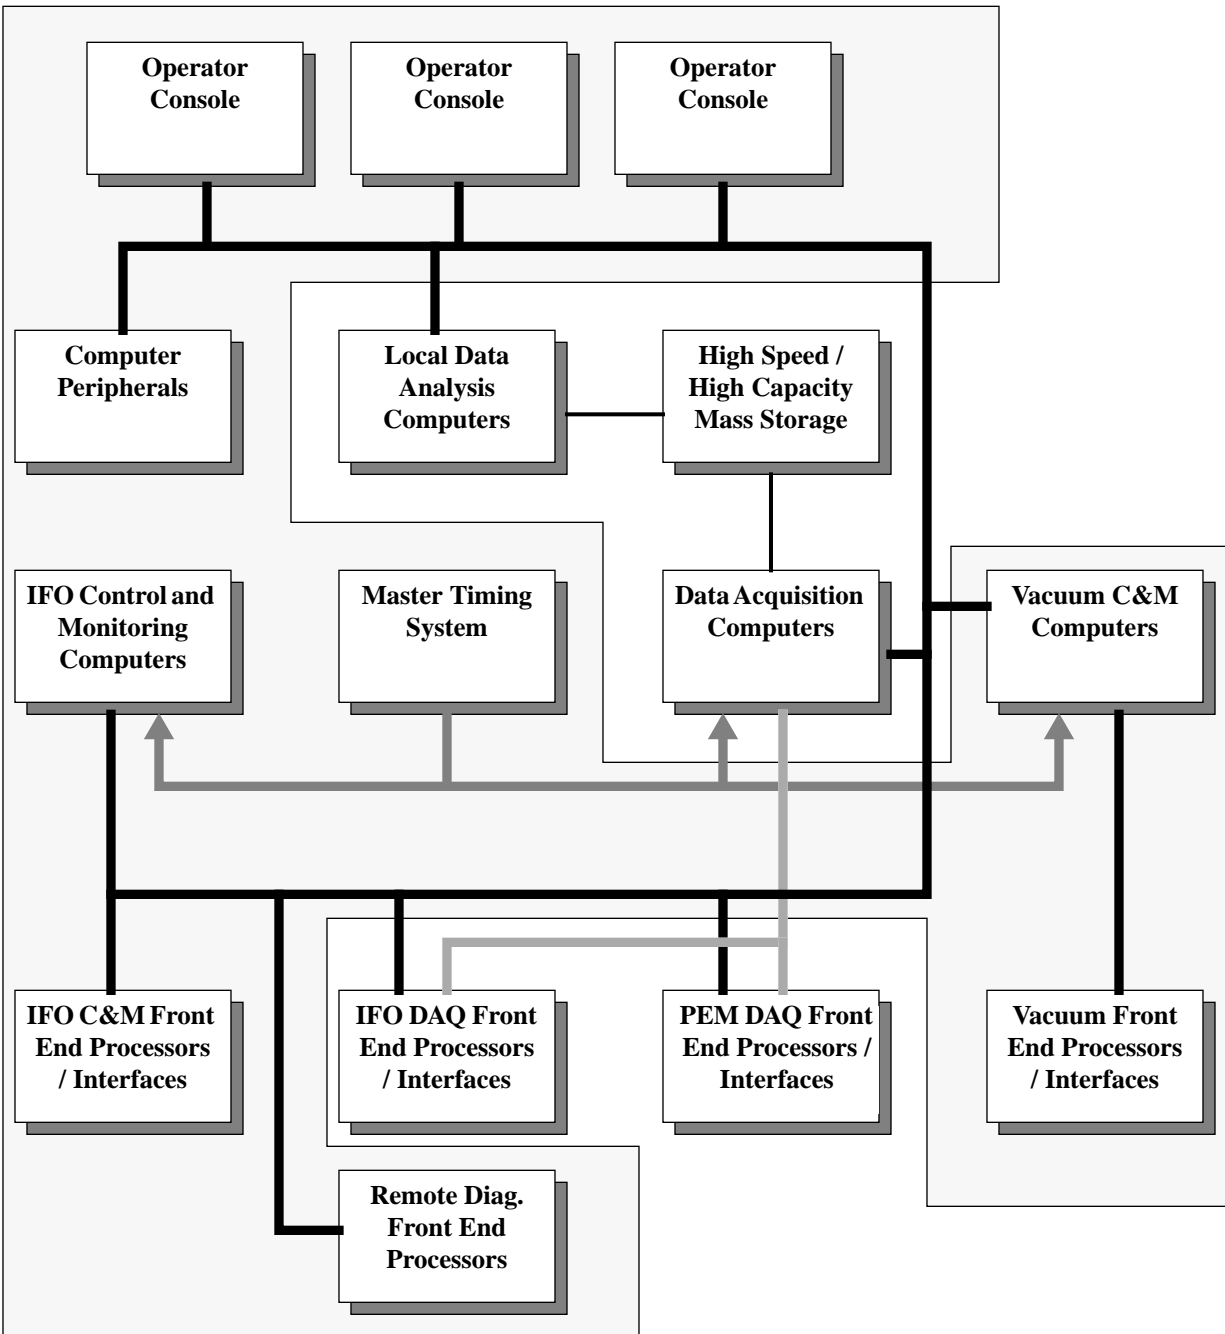 Operator
Console
Operator
Console
Operator
Console
Computer
Peripherals
Local Data
Analysis
Computers
High Speed /
High Capacity
Mass Storage
IFO Control and
Monitoring
Computers
Master Timing
System
Data Acquisition
Computers
Vacuum C&M
Computers
IFO C&M Front
End Processors
/ Interfaces
IFO DAQ Front
End Processors
/ Interfaces
PEM DAQ Front
End Processors /
Interfaces
Vacuum Front
End Processors
/ Interfaces
Remote Diag.
Front End
Processors